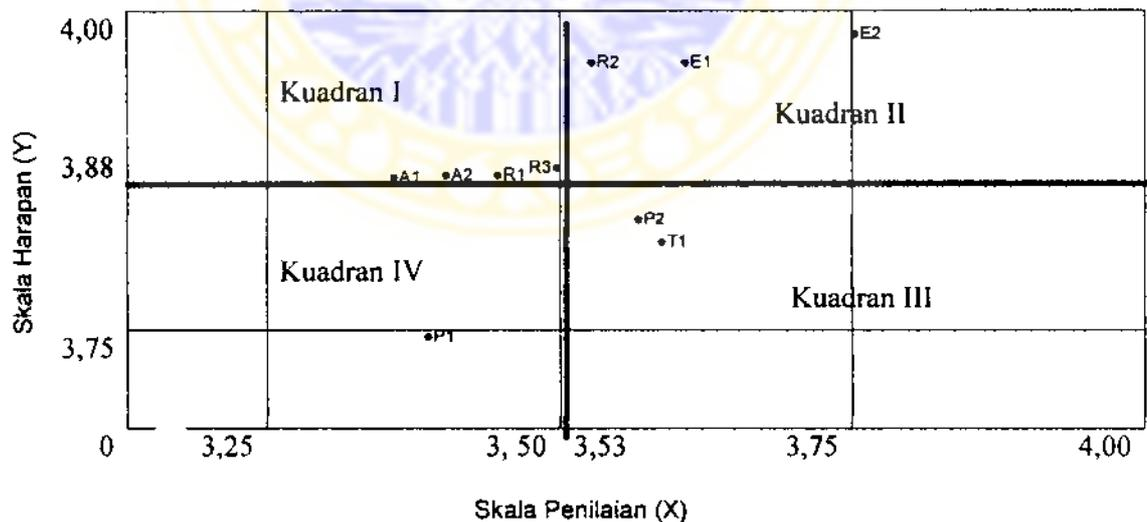 4,00
E2
R2
E1
Kuadran I
Kuadran II
3,88
R3
A1
A2
R1
P2
T1
Kuadran IV
Kuadran III
P1
3,75
0
3,25
3, 50
3,53
3,75
4,00
Skala Harapan (Y)
Skala Penilaian (X)